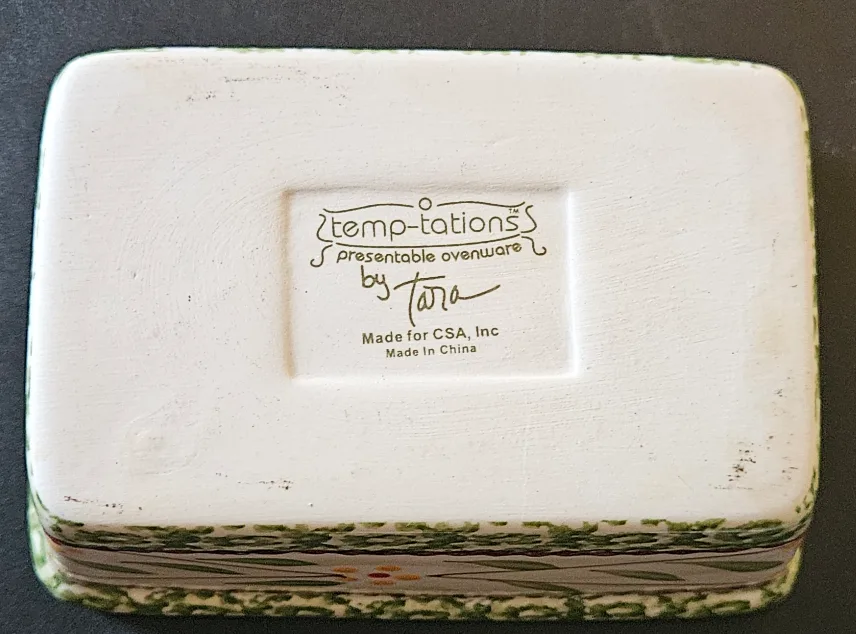 temp-tations™
presentable ovenware
by Tara
Made for CSA, Inc
Made In China